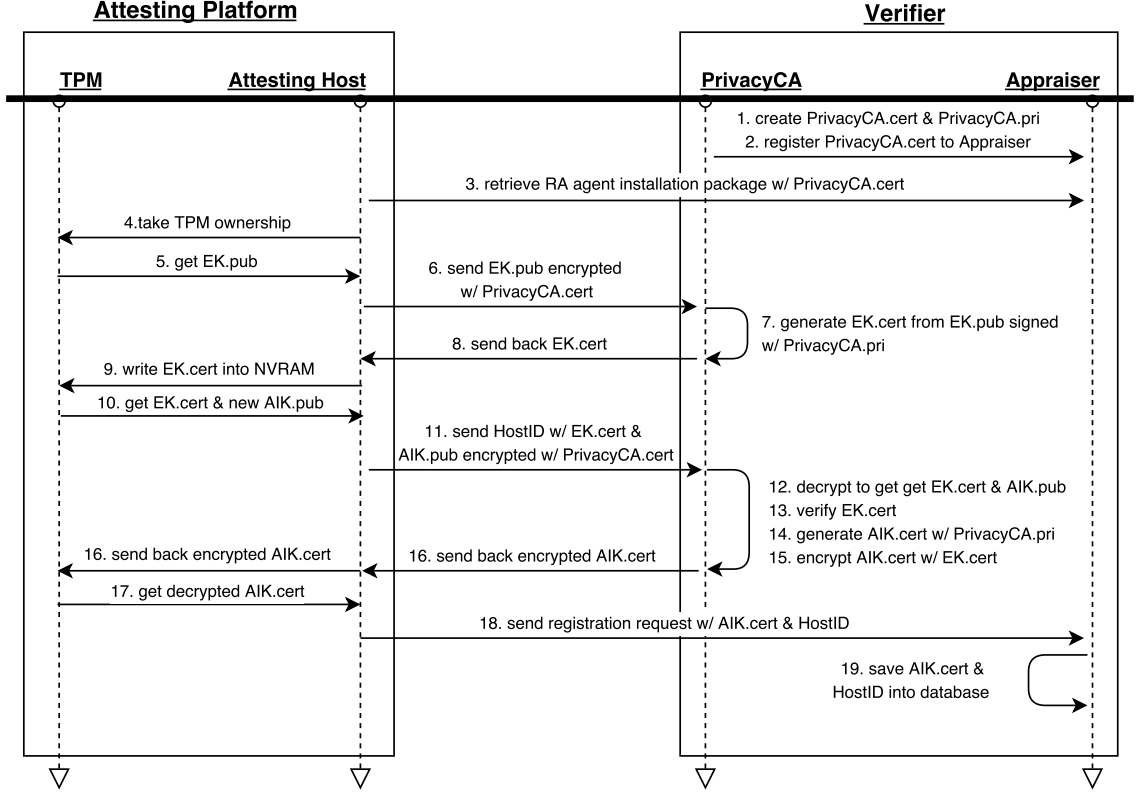 Attesting Platform
Verifier
TPM
Attesting Host
PrivacyCA
Appraiser
1. create PrivacyCA.cert & PrivacyCA.pri
2. register PrivacyCA.cert to Appraiser
3. retrieve RA agent installation package w/ PrivacyCA.cert
4.take TPM ownership
5. get EK.pub
6. send EK.pub encrypted
w/ PrivacyCA.cert
7. generate EK.cert from EK.pub signed
w/ PrivacyCA.pri
8. send back EK.cert
9. write EK.cert into NVRAM
10. get EK.cert & new AIK.pub
11. send HostID w/ EK.cert &
AIK.pub encrypted w/ PrivacyCA.cert
12. decrypt to get get EK.cert & AIK.pub
13. verify EK.cert
14. generate AIK.cert w/ PrivacyCA.pri
15. encrypt AIK.cert w/ EK.cert
16. send back encrypted AIK.cert
16. send back encrypted AIK.cert
17. get decrypted AIK.cert
18. send registration request w/ AIK.cert & HostID
19. save AIK.cert &
HostID into database